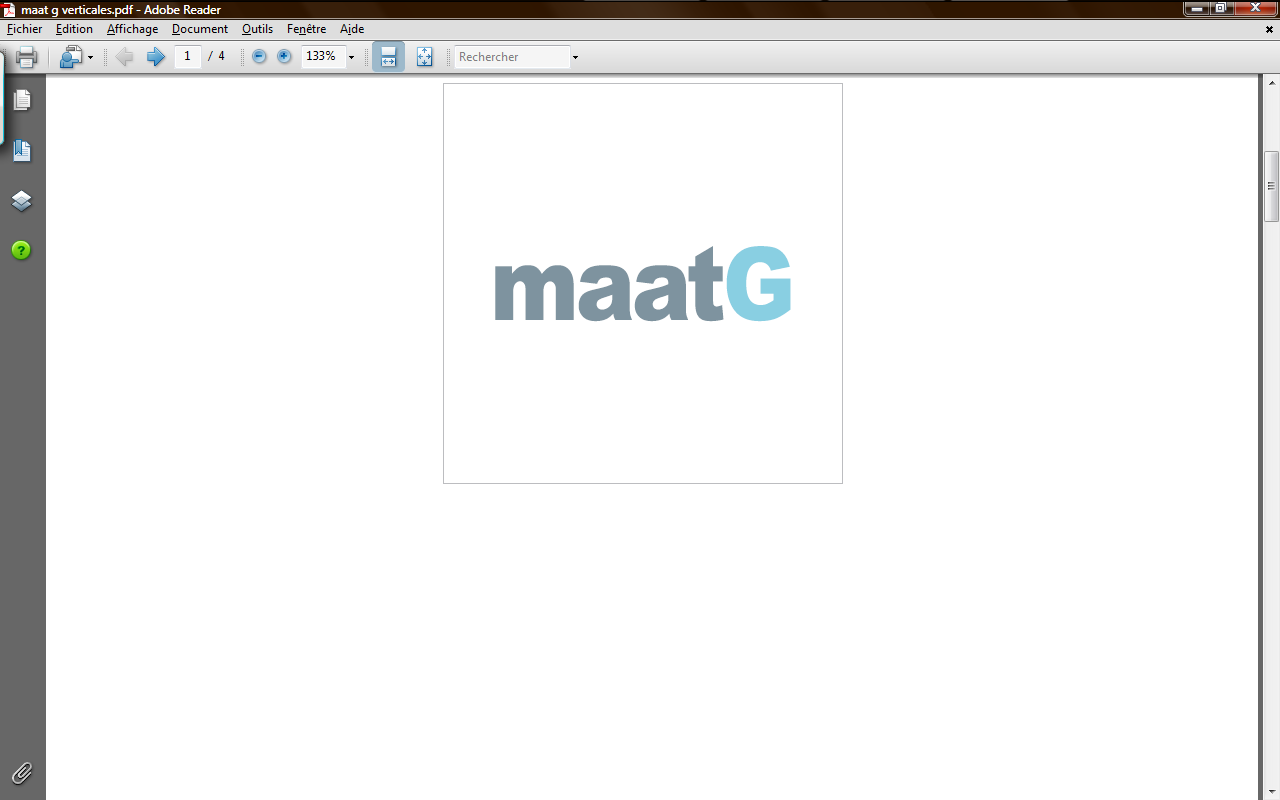 maat g verticales.pdf - Adobe Reader
Fichier Edition Affichage Document Outils Fenêtre Aide
1 / 4 133% Rechercher
maatG